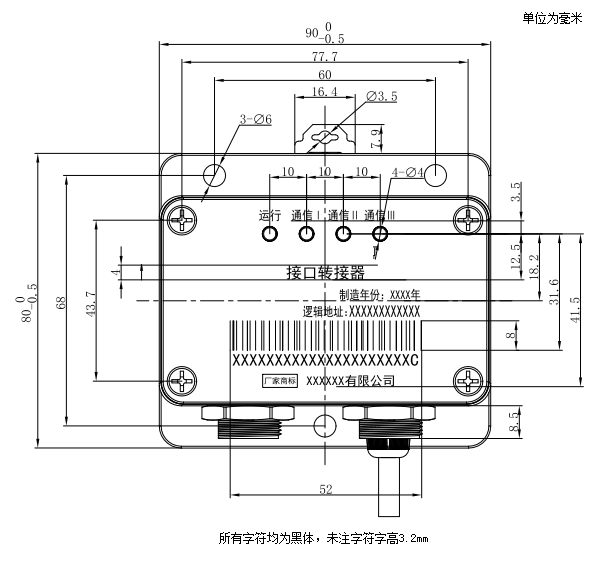 单位为毫米
90 0 -0.5
77.7
60
16.4
∅3.5
3-∅6
7.9
10 10 10
4-∅4
3.5
运行 通信Ⅰ 通信Ⅱ 通信Ⅲ
12.5
18.2
31.6
41.5
4
接口转接器
制造年份: XXXX年
逻辑地址: XXXXXXXXXXXX
8
XXXXXXXXXXXXXXXXXXXXXXC
厂家商标 XXXXXX有限公司
80 0 -0.5
68
43.7
8.5
52
所有字符均为黑体，未注字符字高3.2mm